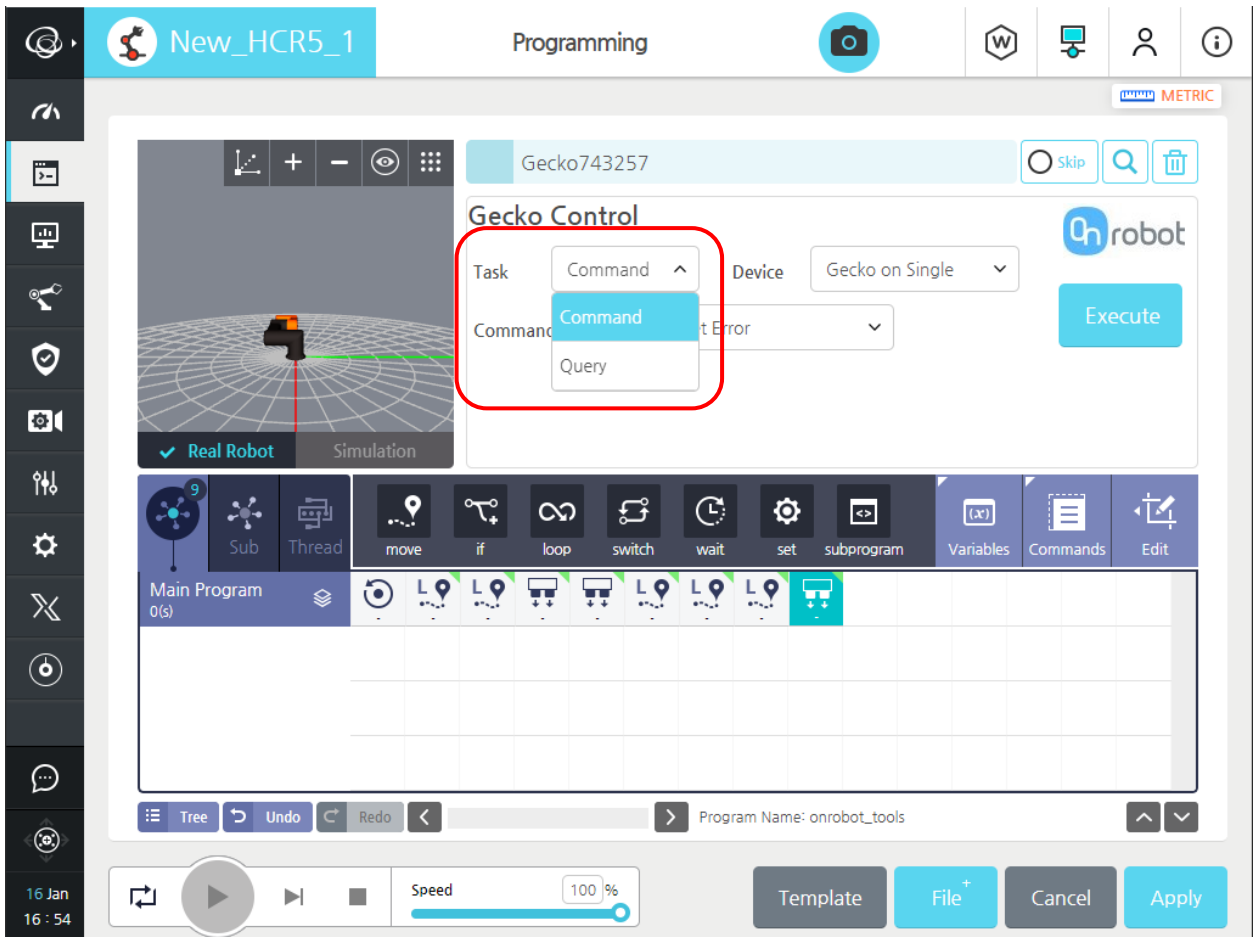 New_HCR5_1
Programming
W
METRIC
Gecko743257
Skip
Gecko Control
On robot
Task
Command
Device
Gecko on Single
Command
Command
t Error
Execute
Query
Real Robot
Simulation
9
Sub
Thread
move
if
loop
switch
wait
set
subprogram
(x)
Variables
Commands
Edit
Main Program
0(s)
L L L L L
- - - - - - - - -
Tree
Undo
Redo
Program Name: onrobot_tools
16 Jan
16 : 54
Speed
100 %
Template
File+
Cancel
Apply